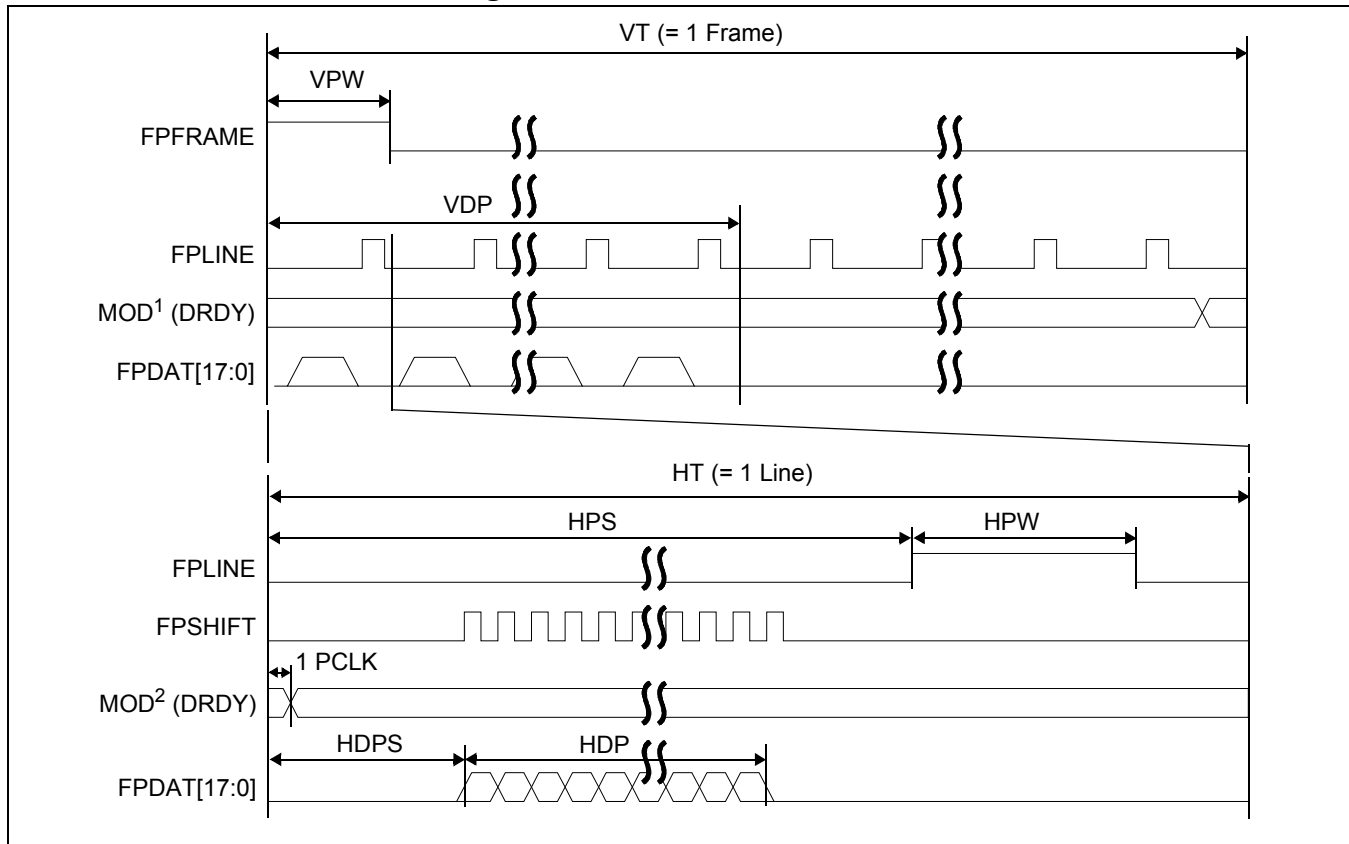 VT (= 1 Frame)
VPW
FPFRAME
VDP
FPLINE
MOD1 (DRDY)
FPDAT[17:0]
HT (= 1 Line)
HPS
HPW
FPLINE
FPSHIFT
1 PCLK
MOD2 (DRDY)
HDPS
HDP
FPDAT[17:0]